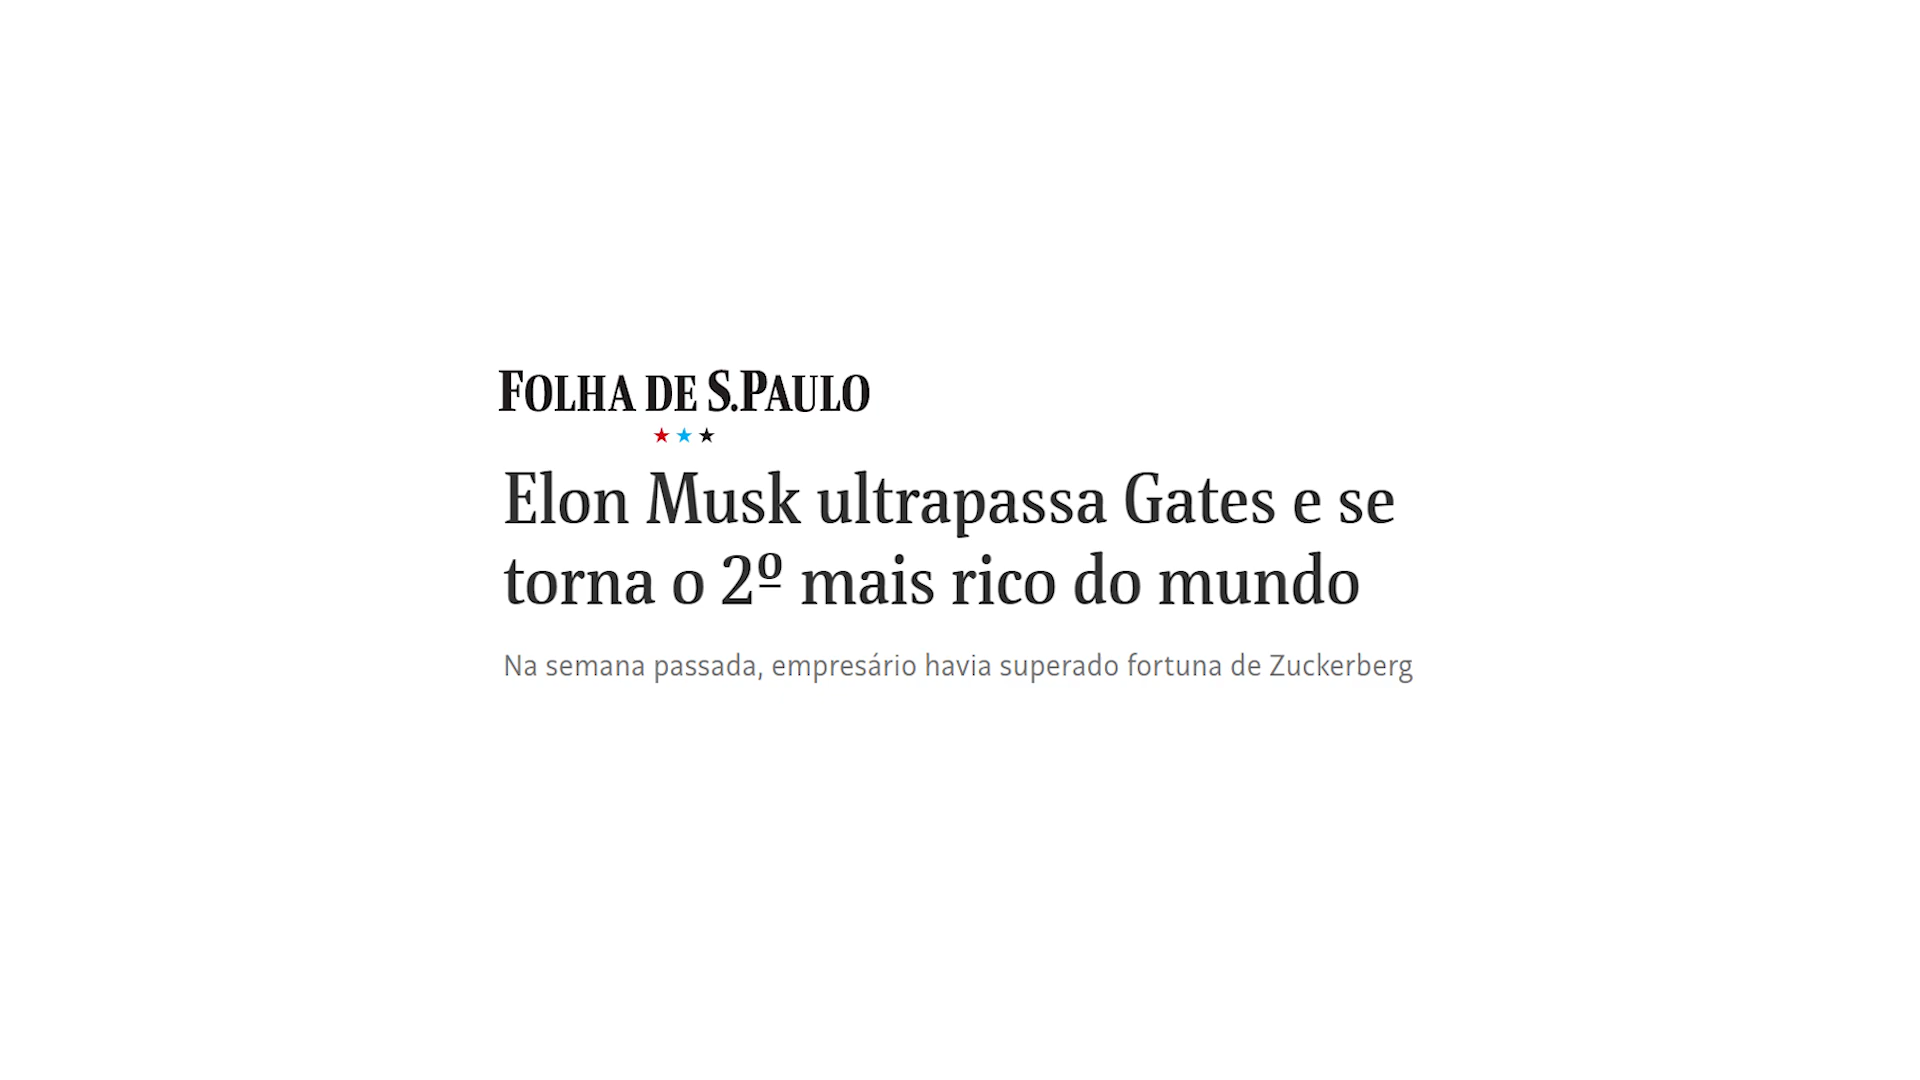 FOLHA DE S.PAULO
Elon Musk ultrapassa Gates e se
torna o 2º mais rico do mundo
Na semana passada, empresário havia superado fortuna de Zuckerberg